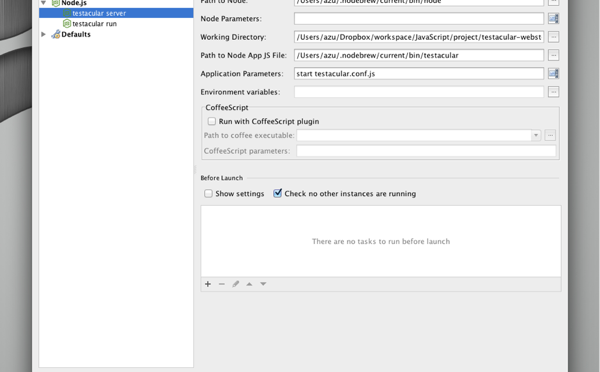 Node.js
Path to Node: /Users/azu/.nodebrew/current/bin/node
testacular server
Node Parameters:
testacular run
Defaults
Working Directory: /Users/azu/Dropbox/workspace/JavaScript/project/testacular-webst
Path to Node App JS File: /Users/azu/.nodebrew/current/bin/testacular
Application Parameters: start testacular.conf.js
Environment variables:
CoffeeScript
Run with CoffeeScript plugin
Path to coffee executable:
CoffeeScript parameters:
Before Launch
Show settings Check no other instances are running
There are no tasks to run before launch